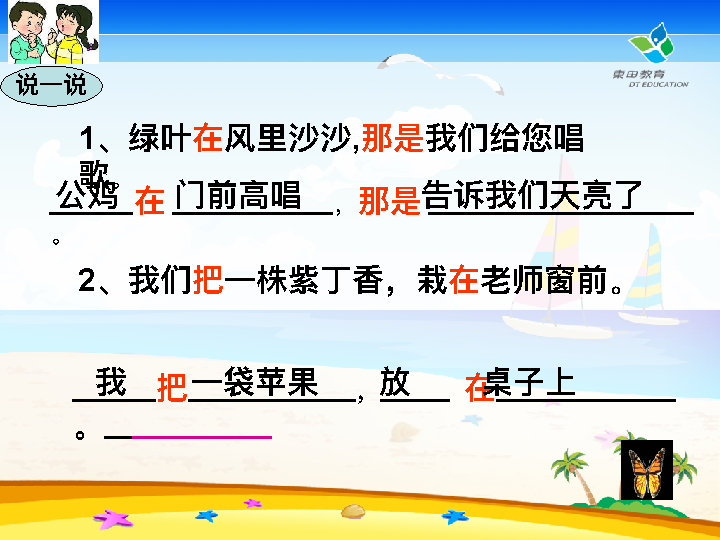 東田教育
DT EDUCATION
说一说
1、绿叶在风里沙沙,那是我们给您唱
歌。
公鸡在门前高唱，那是告诉我们天亮了
。
2、我们把一株紫丁香，栽在老师窗前。
我把一袋苹果，放在桌子上
。